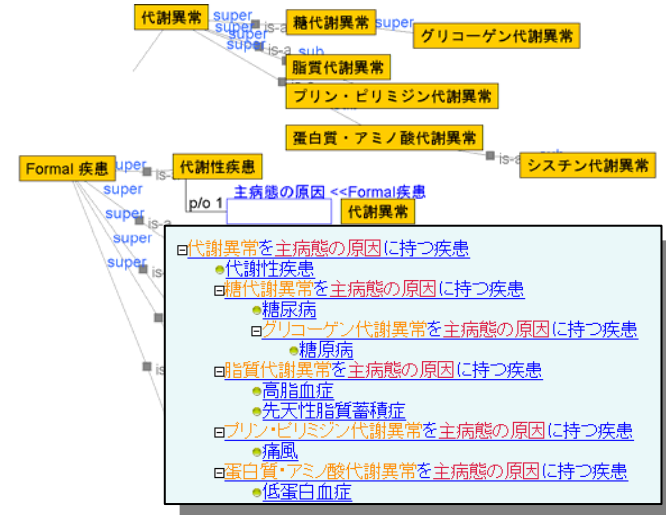 代謝異常
super
is-a
糖代謝異常
super
グリコーゲン代謝異常
super
super
super
is-a
sub
脂質代謝異常
プリン・ピリミジン代謝異常
蛋白質・アミノ酸代謝異常
is-a
システチン代謝異常
Formal 疾患
super
is-a
代謝性疾患
super
主病態の原因 <<Formal疾患
p/o 1
代謝異常
super
is-a
super
super
is
is
代謝異常を主病態の原因に持つ疾患
代謝性疾患
糖代謝異常を主病態の原因に持つ疾患
糖尿病
グリコーゲン代謝異常を主病態の原因に持つ疾患
糖原病
脂質代謝異常を主病態の原因に持つ疾患
高脂血症
先天性脂質蓄積症
プリン・ピリミジン代謝異常を主病態の原因に持つ疾患
痛風
蛋白質・アミノ酸代謝異常を主病態の原因に持つ疾患
低蛋白血症